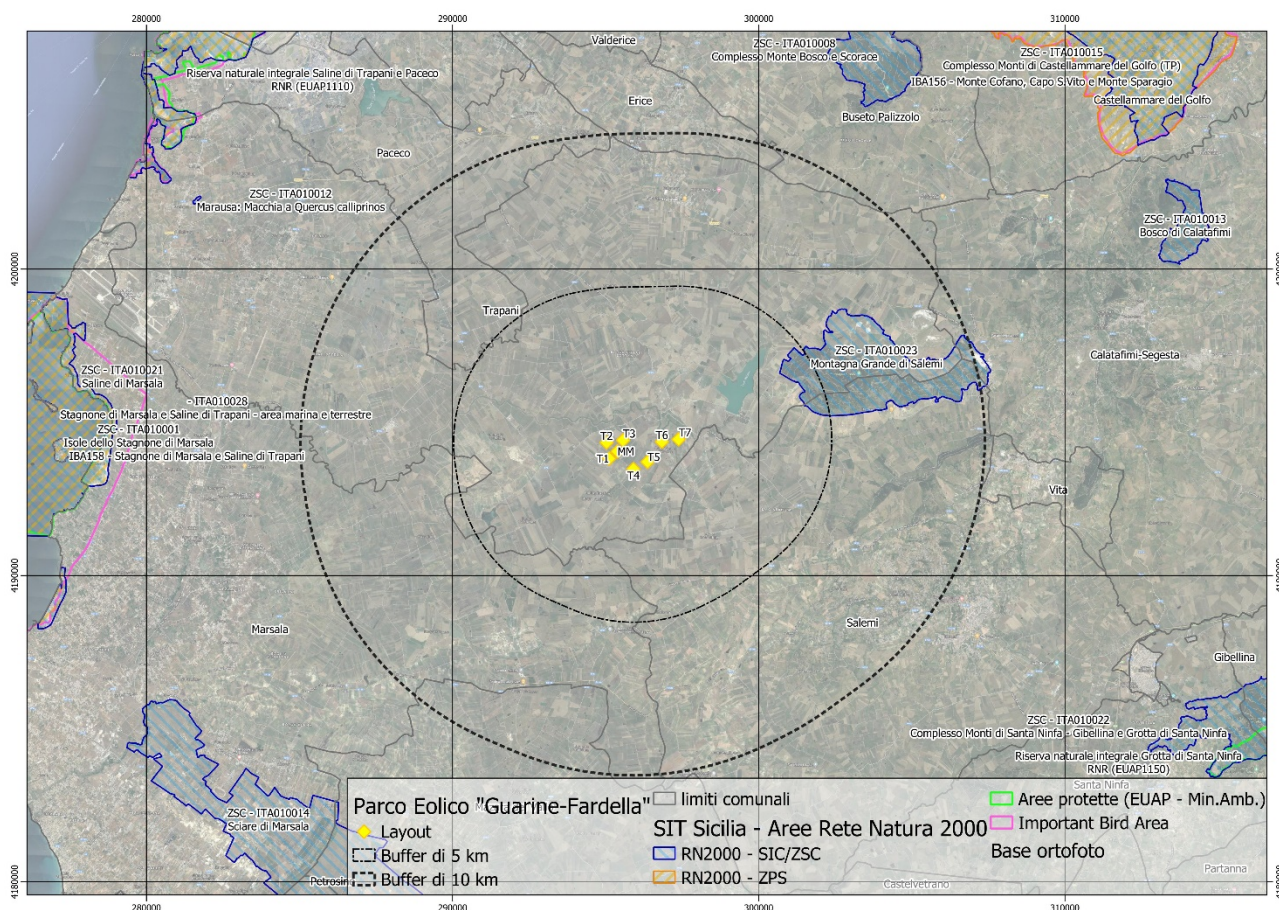 280000
290000
300000
310000
Valderice
ZSC - ITA010008
Complesso Monte Bosco e Scorace
ZSC - ITA010015
Complesso Monti di Castellammare del Golfo (TP)
IBA156 - Monte Cofano, Capo S.Vito e Monte Sparagio
Castellammare del Golfo
Riserva naturale integrale Saline di Trapani e Paceco
RNR (EUAP1110)
Erice
Buseto Palizzolo
Paceco
ZSC - ITA010012
Marausa: Macchia a Quercus calliprinos
ZSC - ITA010013
Bosco di Calatafimi
4200000
4200000
Trapani
ZSC - ITA010023
Montagna Grande di Salemi
Calatafimi-Segesta
ZSC - ITA010021
Saline di Marsala
- ITA010028
Stagnone di Marsala e Saline di Trapani - area marina e terrestre
ZSC - ITA010001
Isole dello Stagnone di Marsala
IBA158 - Stagnone di Marsala e Saline di Trapani
T2
T3
T6
T7
T1
MM
T5
T4
Vita
4190000
4190000
Marsala
Salemi
Gibellina
ZSC - ITA010022
Complesso Monti di Santa Ninfa - Gibellina e Grotta di Santa Ninfa
Riserva naturale integrale Grotta di Santa Ninfa
RNR (EUAP1150)
Santa Ninfa
ZSC - ITA010014
Sciare di Marsala
Petrosin
Parco Eolico "Guarine-Fardella"
Layout
Buffer di 5 km
Buffer di 10 km
limiti comunali
SIT Sicilia - Aree Rete Natura 2000
RN2000 - SIC/ZSC
RN2000 - ZPS
Aree protette (EUAP - Min.Amb.)
Important Bird Area
Base ortofoto
Partanna
Castelvetrano
4180000
280000
290000
300000
310000